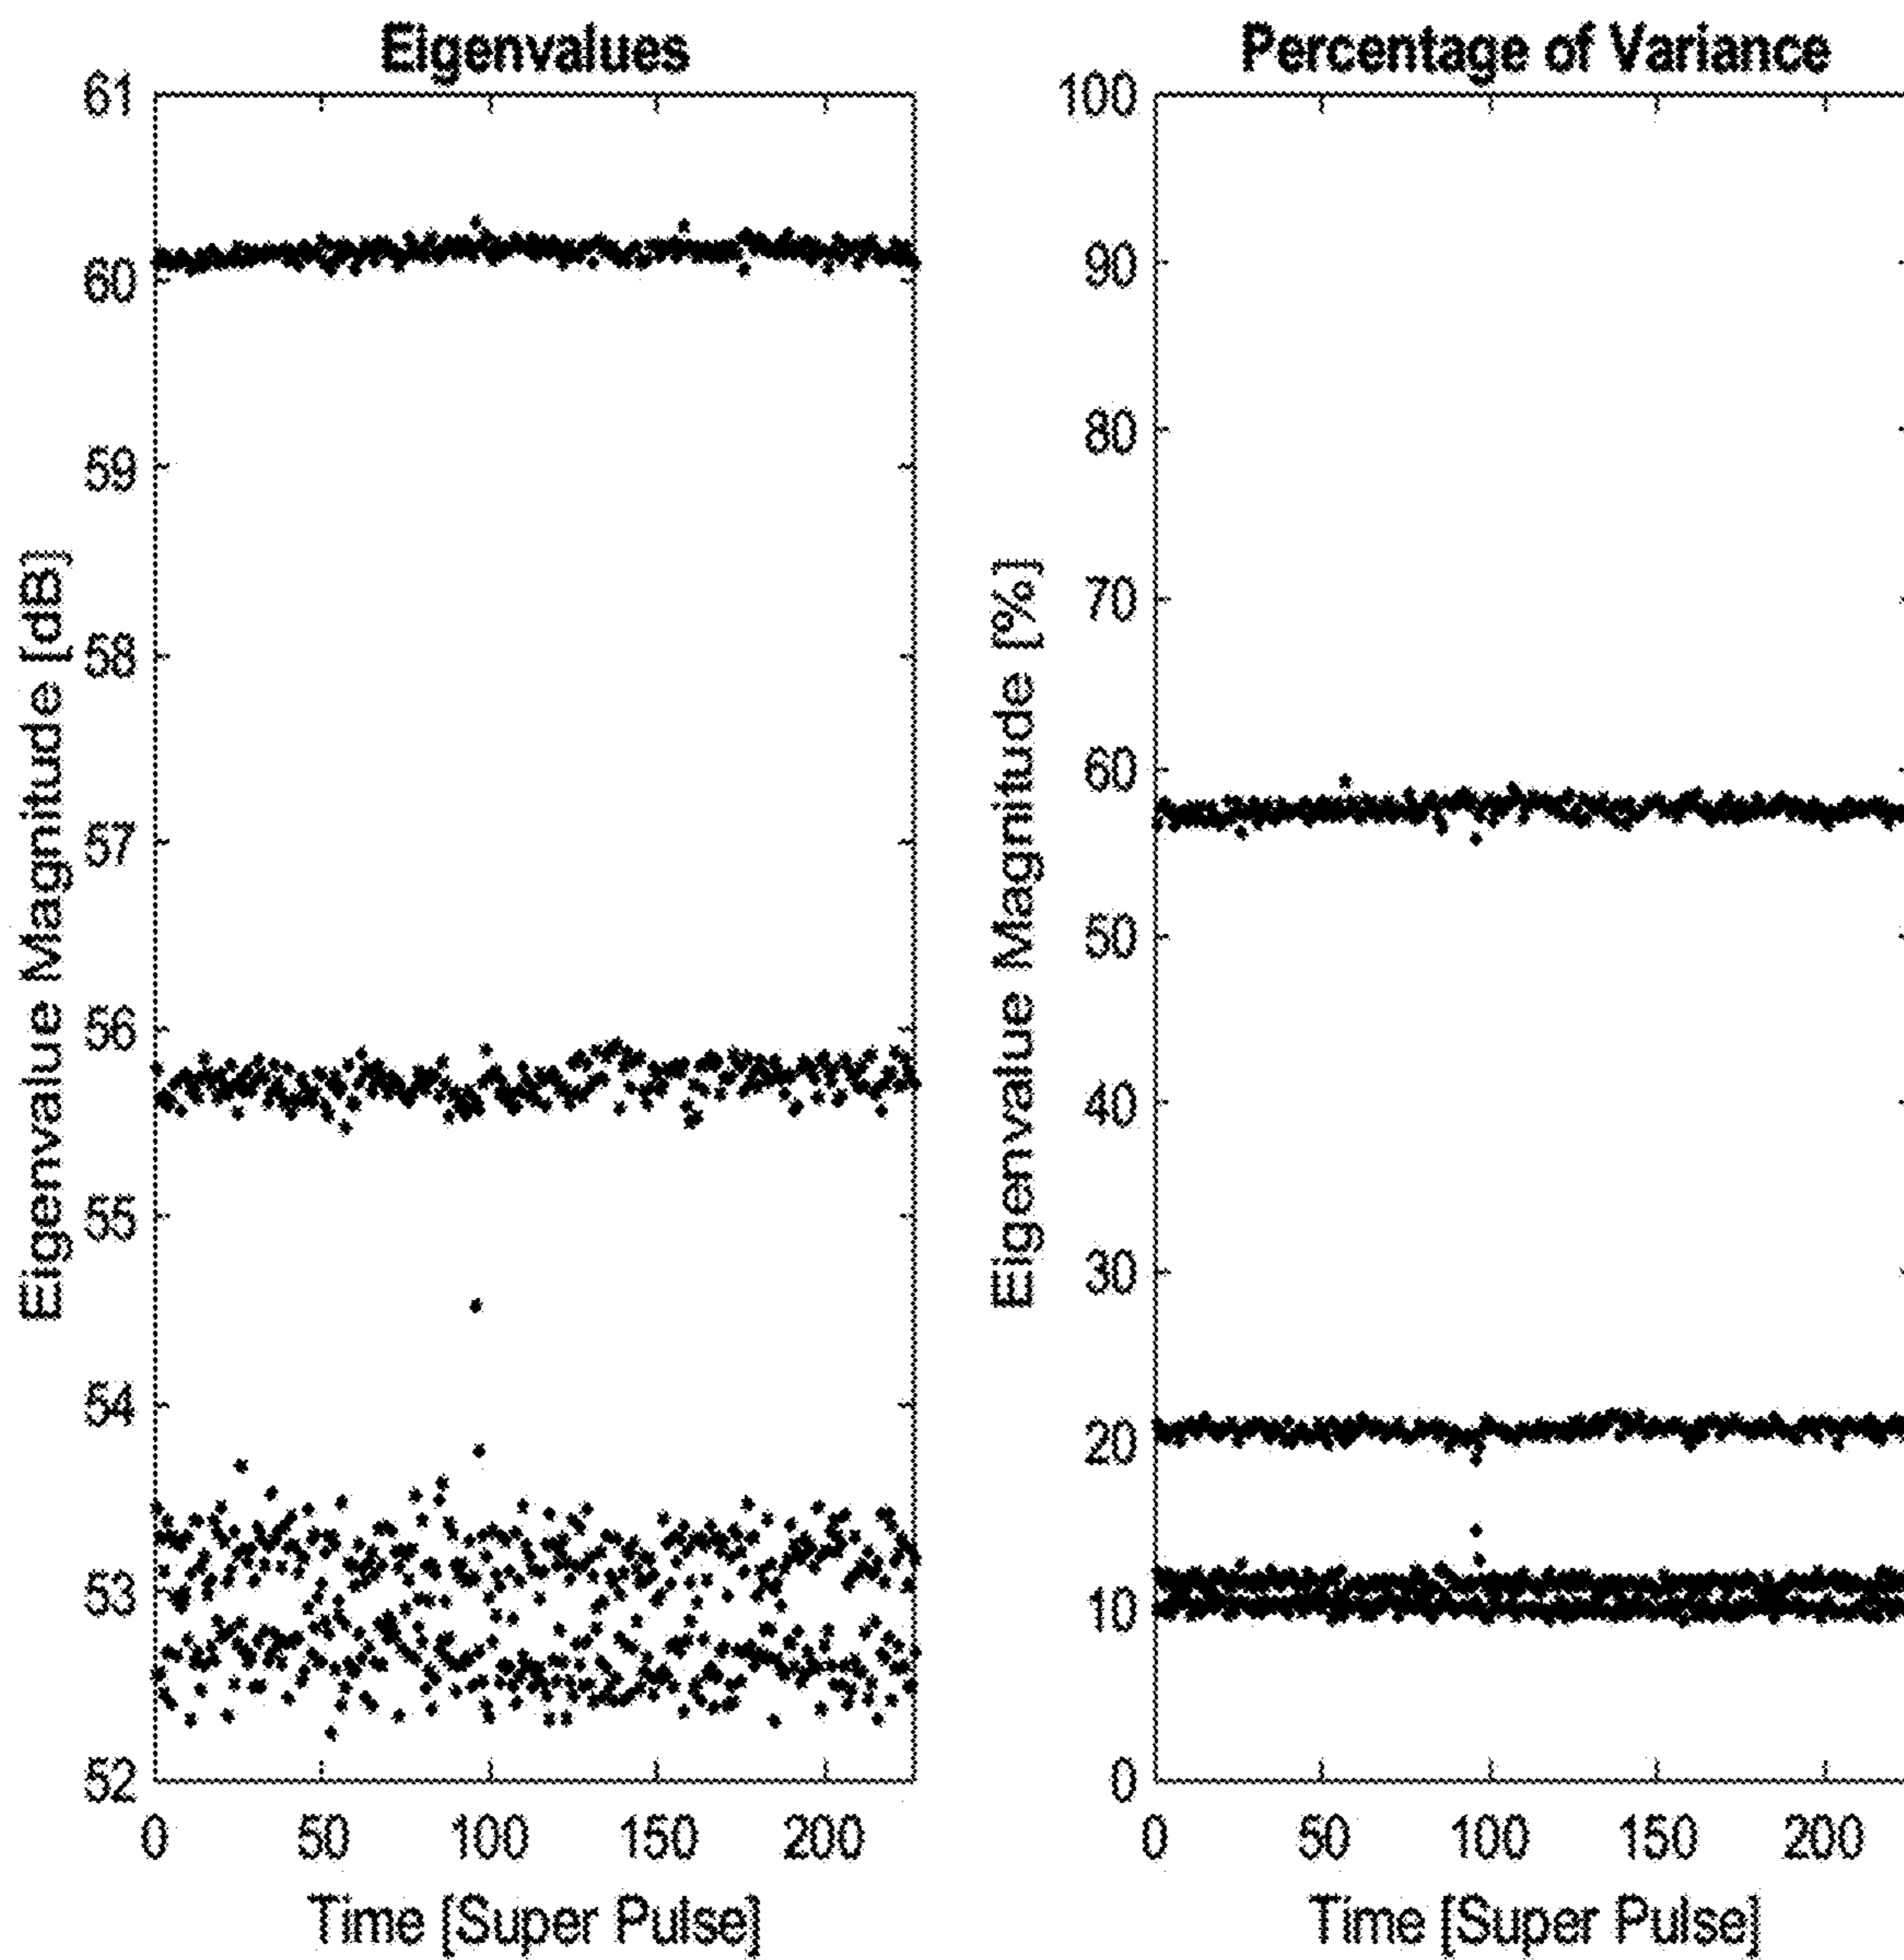 Eigenvalues
Eigenvalue Magnitude [dB]
61
60
59
58
57
56
55
54
53
52
0 50 100 150 200
Time [Super Pulse]
Percentage of Variance
Eigenvalue Magnitude [%]
100
90
80
70
60
50
40
30
20
10
0
0 50 100 150 200
Time [Super Pulse]